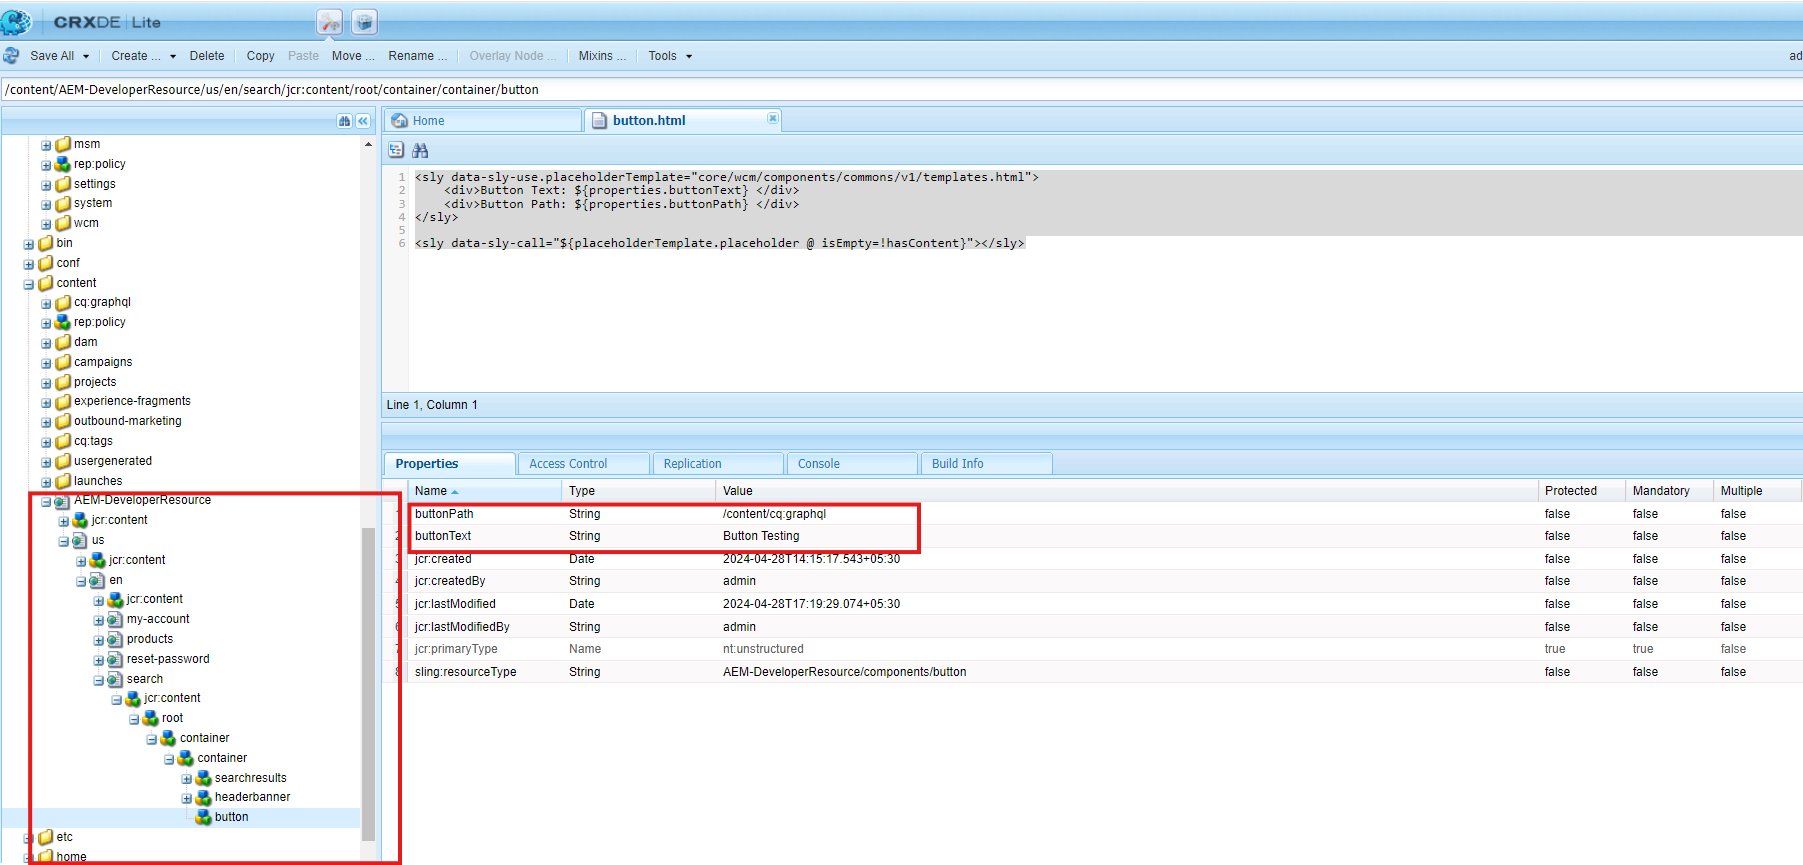 CRXDE | Lite
Save All Create ... Delete Copy Paste Move ... Rename ... Overlay Node ... Mixins ... Tools ad
/content/AEM-DeveloperResource/us/en/search/jcr:content/root/container/container/button
msm
rep:policy
settings
system
wcm
bin
conf
content
cq:graphql
rep:policy
dam
campaigns
projects
experience-fragments
outbound-marketing
cq:tags
usergenerated
launches
AEM-DeveloperResource
jcr:content
us
jcr:content
en
jcr:content
my-account
products
reset-password
search
jcr:content
root
container
container
searchresults
headerbanner
button
etc
home
Home button.html
1 <sly data-sly-use.placeholderTemplate="core/wcm/components/commons/v1/templates.html">
2 <div>Button Text: ${properties.buttonText} </div>
3 <div>Button Path: ${properties.buttonPath} </div>
4 </sly>
5
6 <sly data-sly-call="${placeholderTemplate.placeholder @ isEmpty=!hasContent}"></sly>
Line 1, Column 1
Properties Access Control Replication Console Build Info
Name Type Value Protected Mandatory Multiple
1 buttonPath String /content/cq:graphql false false false
2 buttonText String Button Testing false false false
3 jcr:created Date 2024-04-28T14:15:17.543+05:30 false false false
4 jcr:createdBy String admin false false false
5 jcr:lastModified Date 2024-04-28T17:19:29.074+05:30 false false false
6 jcr:lastModifiedBy String admin false false false
7 jcr:primaryType Name nt:unstructured true true false
8 sling:resourceType String AEM-DeveloperResource/components/button false false false